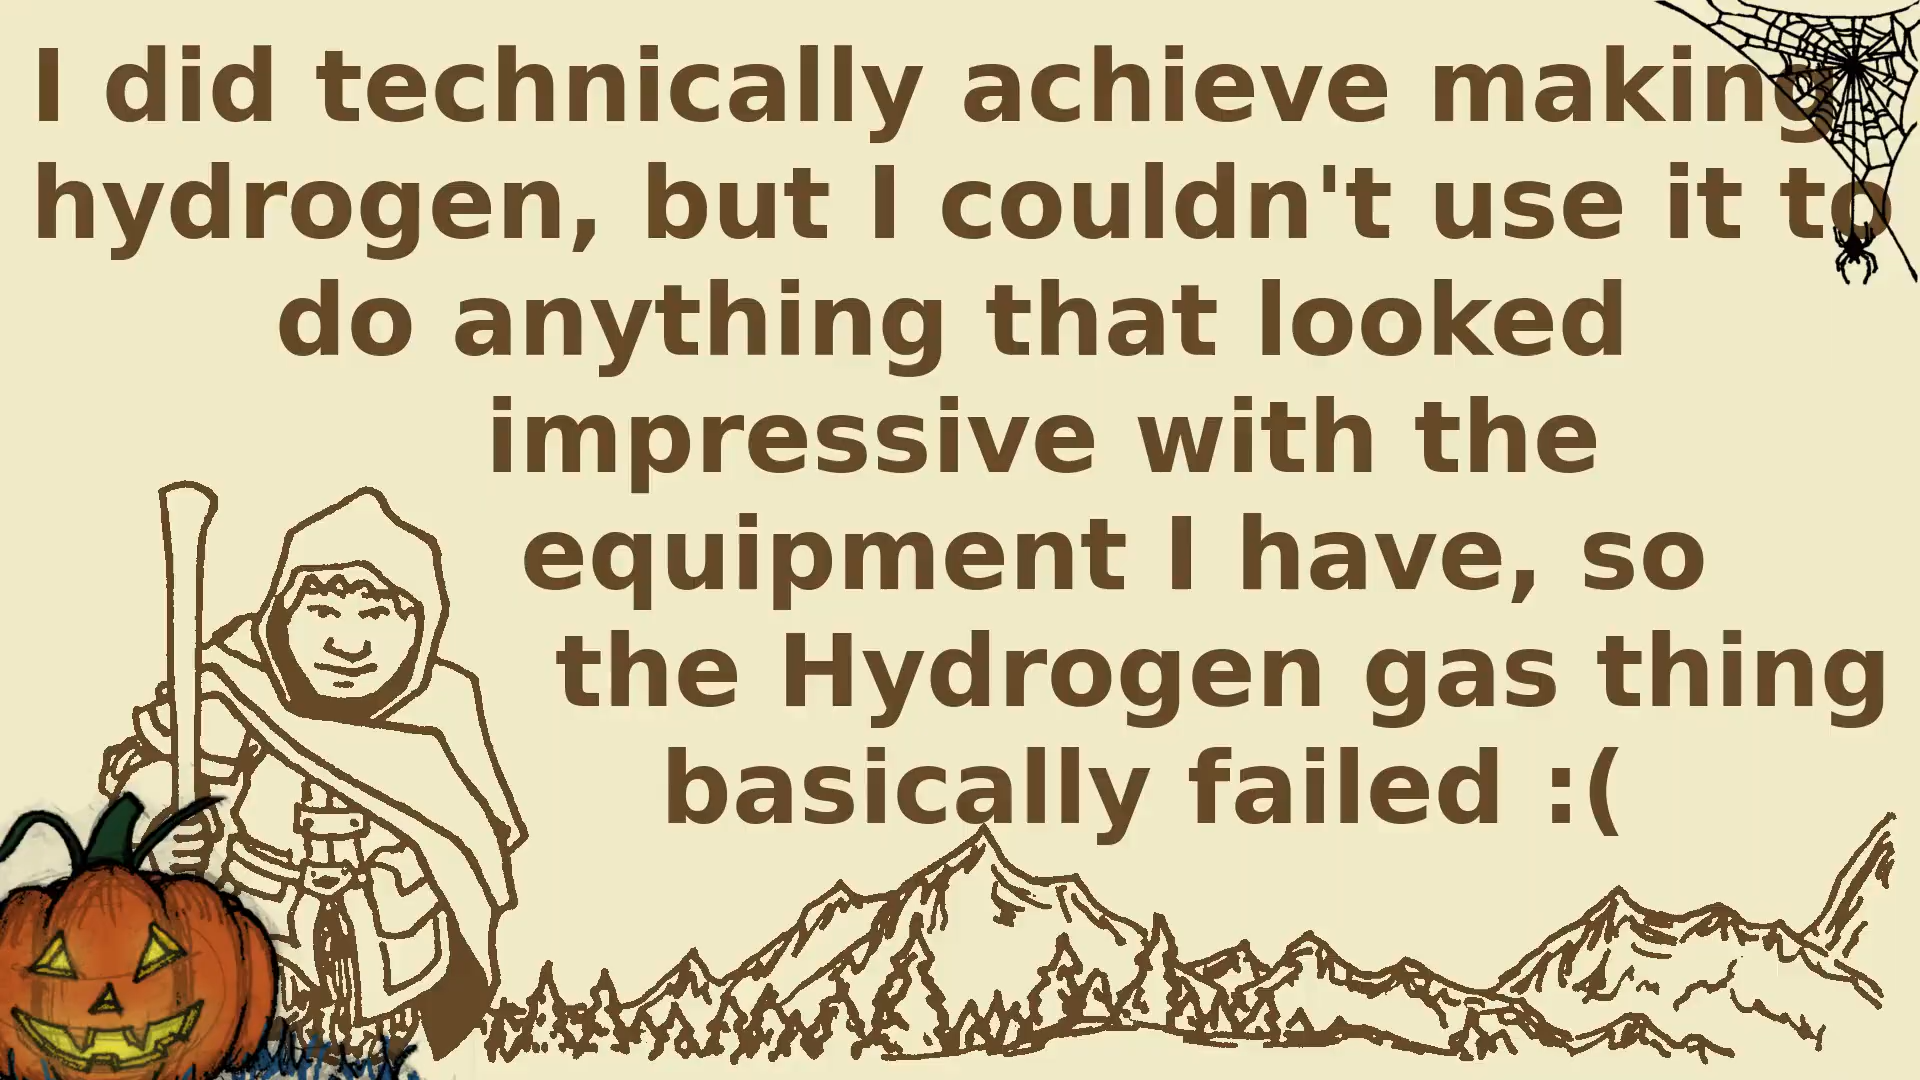 I did technically achieve making
hydrogen, but I couldn't use it to
do anything that looked
impressive with the
equipment I have, so
the Hydrogen gas thing
basically failed :(